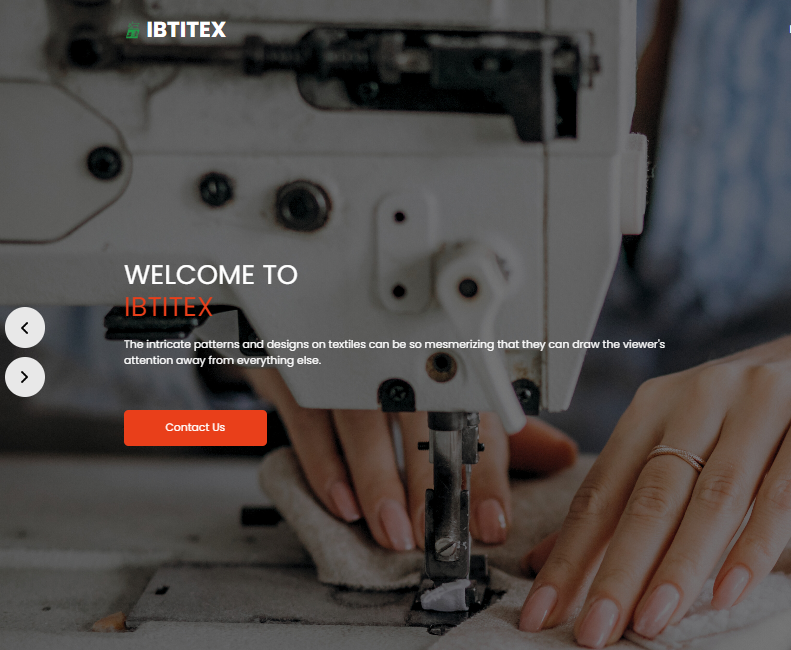 IBTITEX
WELCOME TO
IBTITEX
The intricate patterns and designs on textiles can be so mesmerizing that they can draw the viewer's
attention away from everything else.
Contact Us